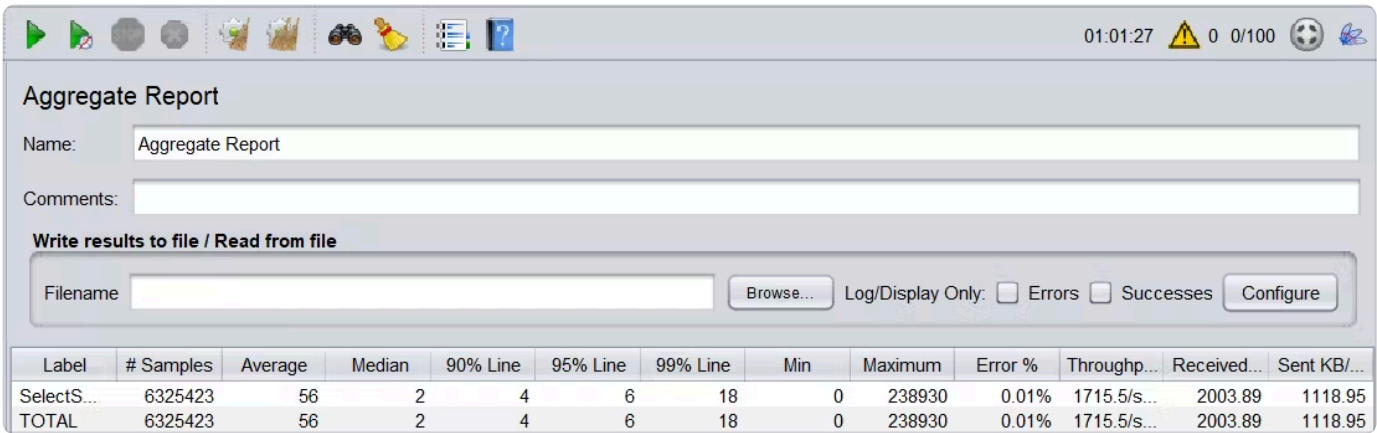 01:01:27 0 0/100
Aggregate Report
Name: Aggregate Report
Comments:
Write results to file / Read from file
Filename Browse... Log/Display Only: Errors Successes Configure
Label # Samples Average Median 90% Line 95% Line 99% Line Min Maximum Error % Throughp... Received... Sent KB/...
SelectS... 6325423 56 2 4 6 18 0 238930 0.01% 1715.5/s... 2003.89 1118.95
TOTAL 6325423 56 2 4 6 18 0 238930 0.01% 1715.5/s... 2003.89 1118.95